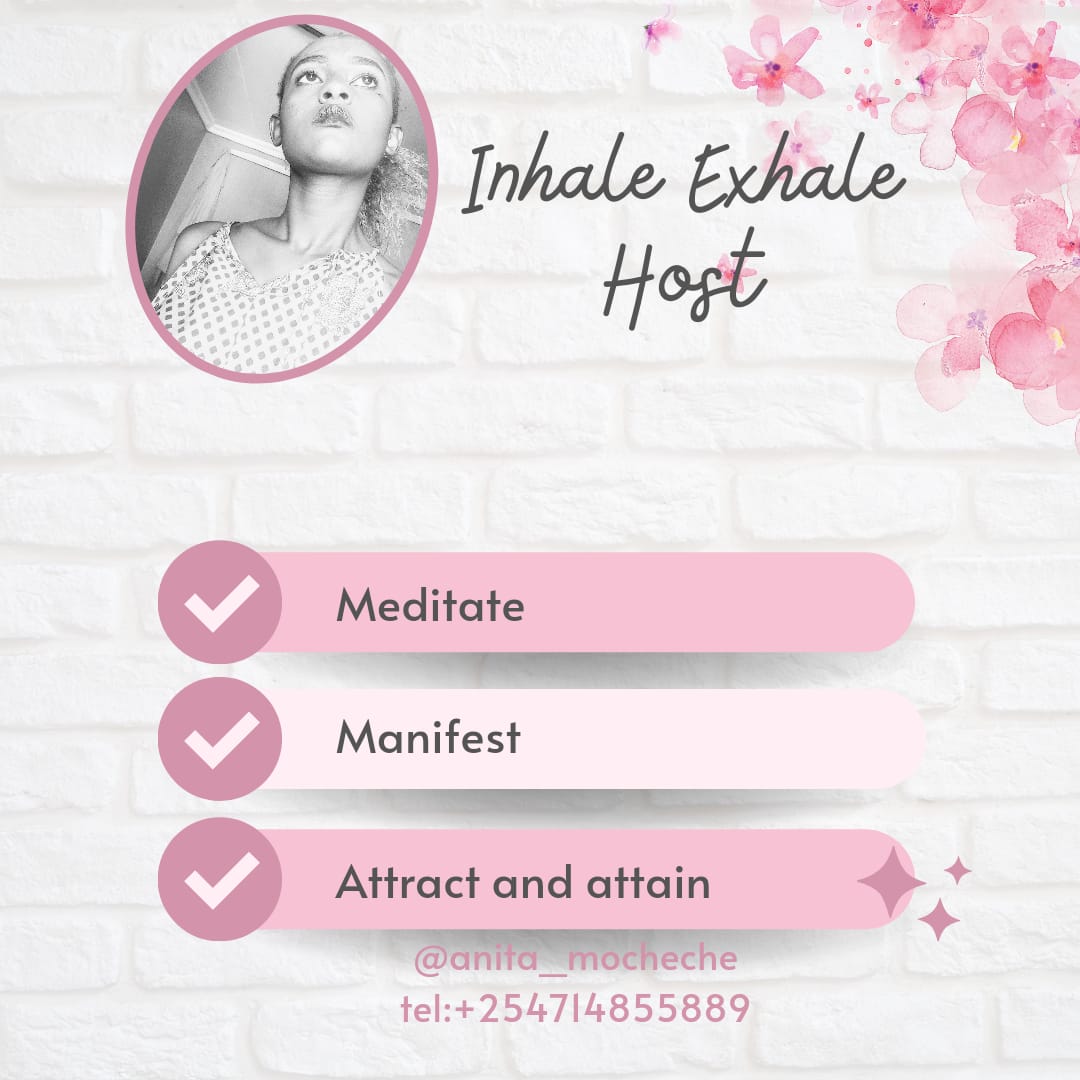 Inhale Exhale
Host
Meditate
Manifest
Attract and attain
@anita_mocheche
tel:+254714855889